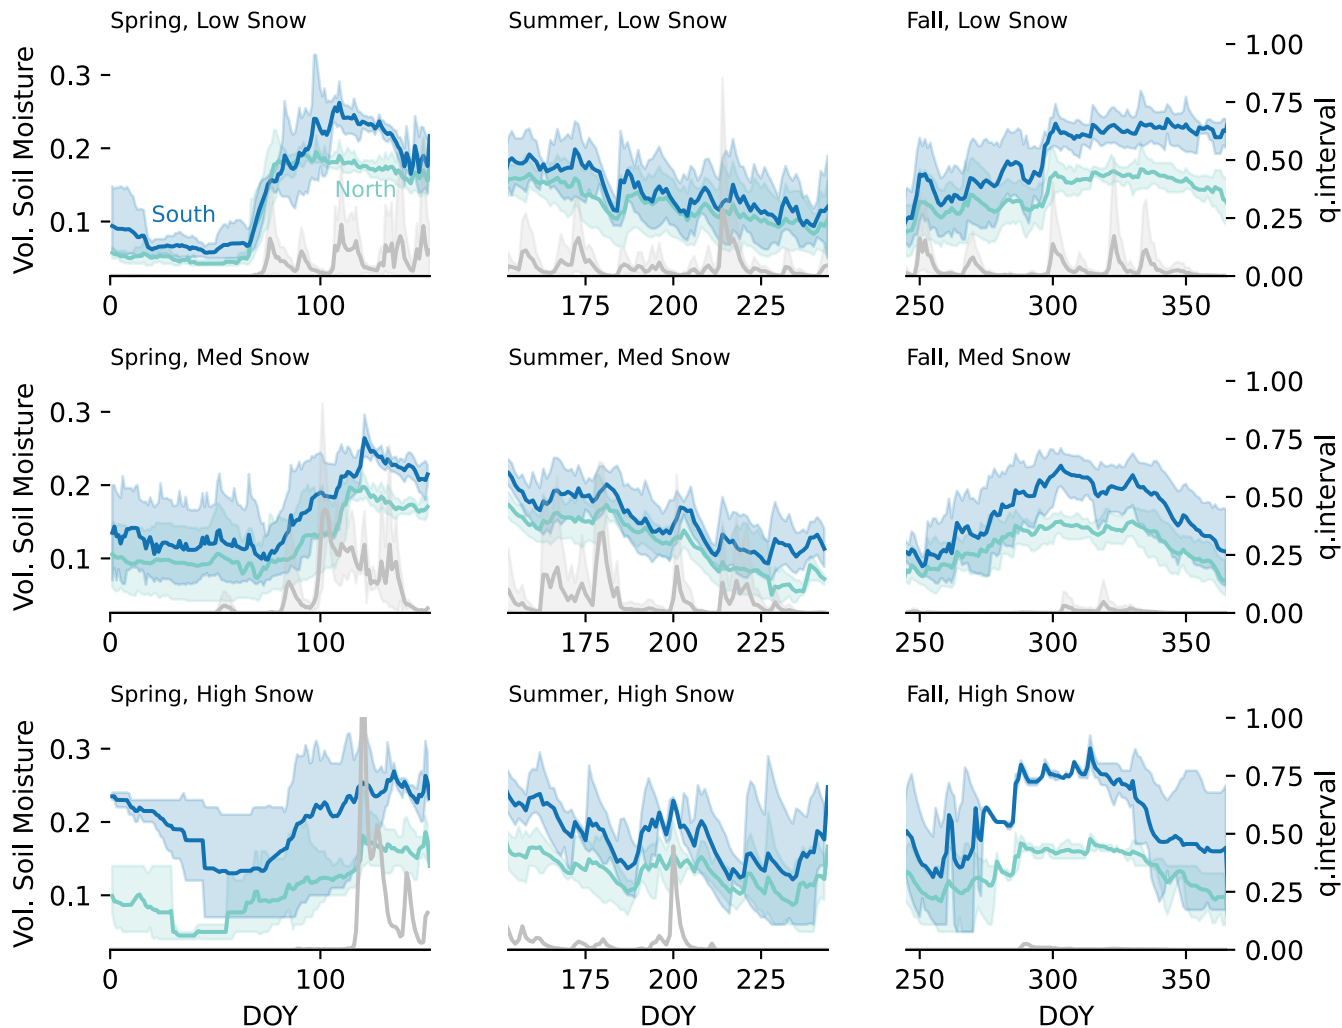 Spring, Low Snow
Summer, Low Snow
Fall, Low Snow
Vol. Soil Moisture
0.3
0.2
0.1
South
North
1.00
0.75
0.50
0.25
0.00
q.interval
0
100
175
200
225
250
300
350
Spring, Med Snow
Summer, Med Snow
Fall, Med Snow
Vol. Soil Moisture
0.3
0.2
0.1
1.00
0.75
0.50
0.25
0.00
q.interval
0
100
175
200
225
250
300
350
Spring, High Snow
Summer, High Snow
Fall, High Snow
Vol. Soil Moisture
0.3
0.2
0.1
1.00
0.75
0.50
0.25
0.00
q.interval
0
100
175
200
225
250
300
350
DOY
DOY
DOY